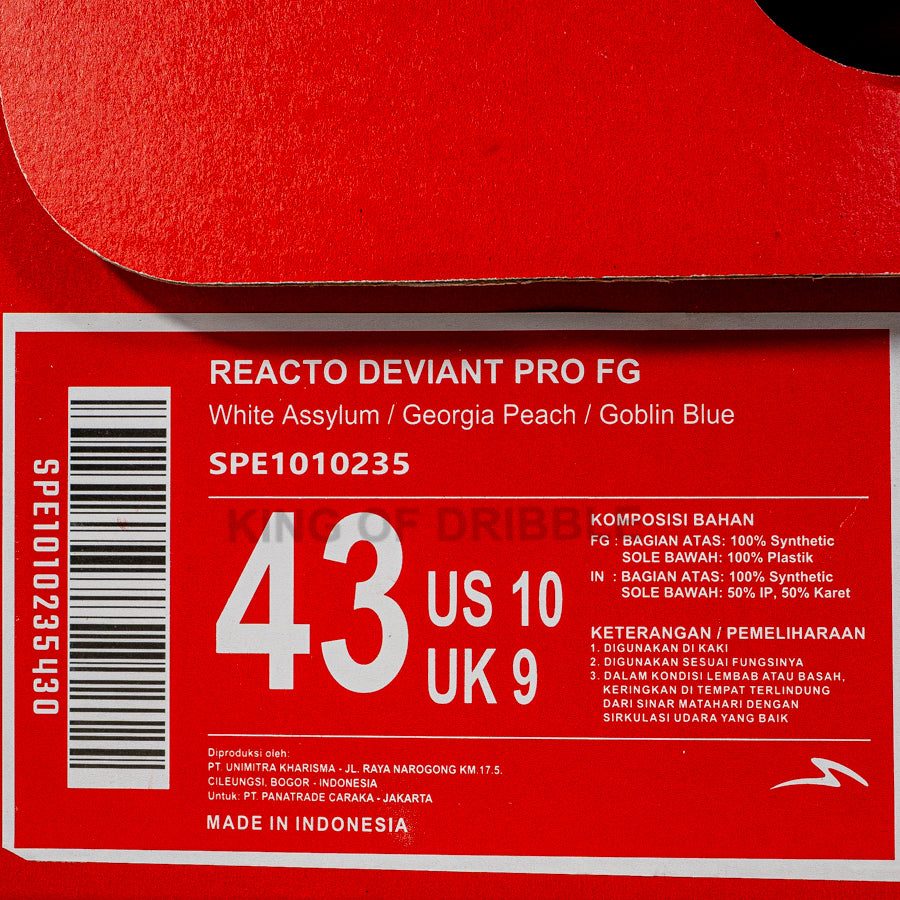 REACTO DEVIANT PRO FG
White Assylum / Georgia Peach / Goblin Blue
SPE1010235
SPE1010235430
43
US 10
UK 9
KING OF DRIBBLE
KOMPOSISI BAHAN
FG : BAGIAN ATAS: 100% Synthetic
SOLE BAWAH: 100% Plastik
IN : BAGIAN ATAS: 100% Synthetic
SOLE BAWAH: 50% IP, 50% Karet
KETERANGAN / PEMELIHARAAN
1. DIGUNAKAN DI KAKI
2. DIGUNAKAN SESUAI FUNGSINYA
3. DALAM KONDISI LEMBAB ATAU BASAH,
KERINGKAN DI TEMPAT TERLINDUNG
DARI SINAR MATAHARI DENGAN
SIRKULASI UDARA YANG BAIK
Diproduksi oleh:
PT. UNIMITRA KHARISMA - JL. RAYA NAROGONG KM.17.5.
CILEUNGSI, BOGOR - INDONESIA
Untuk: PT. PANATRADE CARAKA - JAKARTA
MADE IN INDONESIA